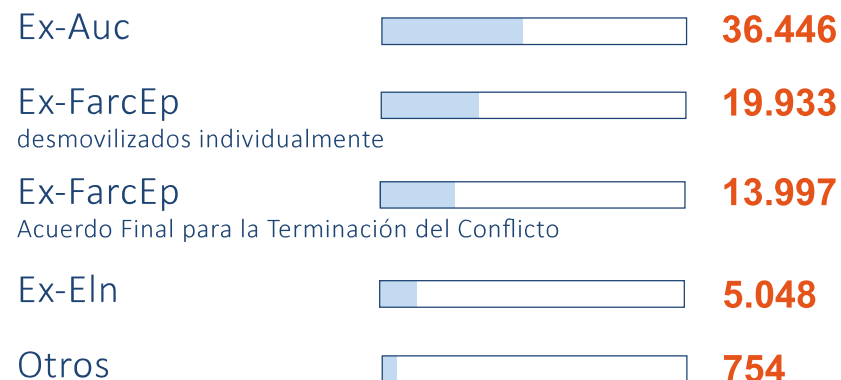 Ex-Auc 36.446
Ex-FarcEp 19.933
desmovilizados individualmente
Ex-FarcEp 13.997
Acuerdo Final para la Terminación del Conflicto
Ex-Eln 5.048
Otros 754